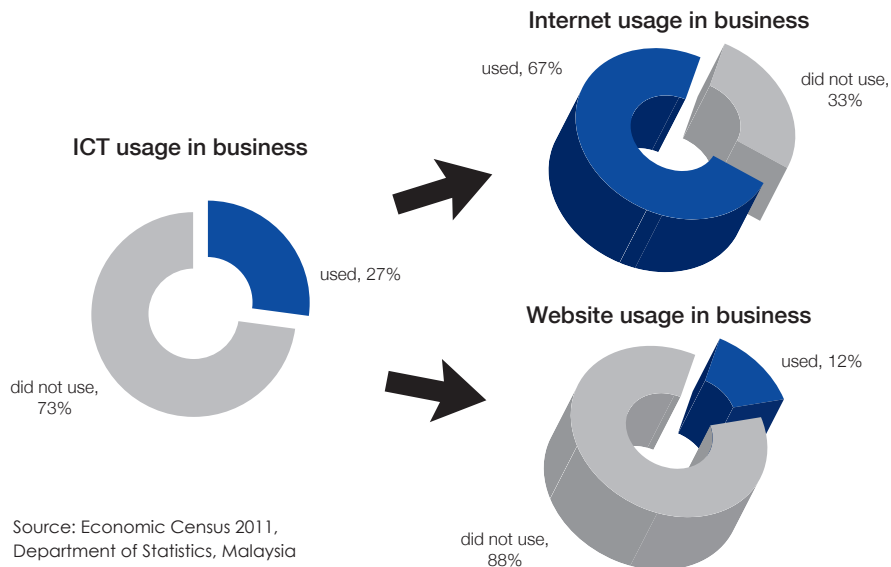 Internet usage in business
used, 67%
did not use,
33%
ICT usage in business
used, 27%
did not use,
73%
Website usage in business
used, 12%
did not use,
88%
Source: Economic Census 2011,
Department of Statistics, Malaysia